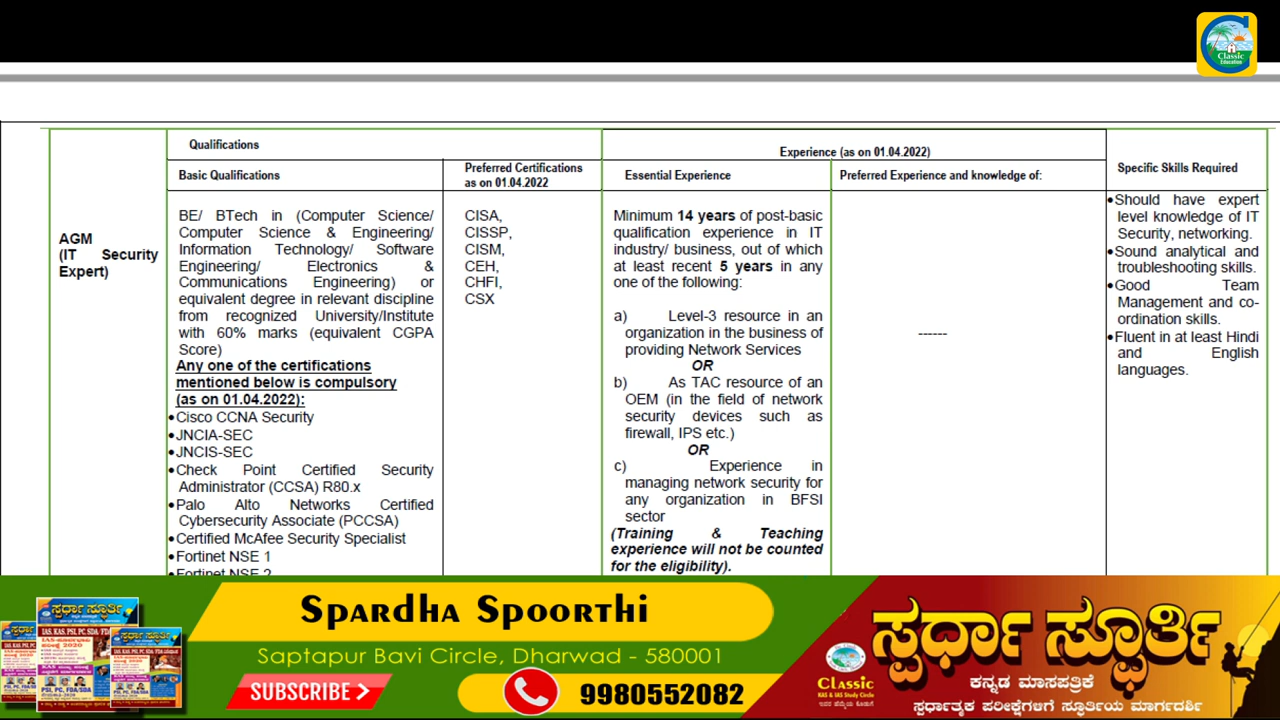 Classic
Education
Qualifications
Experience (as on 01.04.2022)
Specific Skills Required
Basic Qualifications
Preferred Certifications
as on 01.04.2022
Essential Experience
Preferred Experience and knowledge of:
AGM
(IT Security
Expert)
BE/ BTech in (Computer Science/
Computer Science & Engineering/
Information Technology/ Software
Engineering/ Electronics &
Communications Engineering) or
equivalent degree in relevant discipline
from recognized University/Institute
with 60% marks (equivalent CGPA
Score)
Any one of the certifications
mentioned below is compulsory
(as on 01.04.2022):
•Cisco CCNA Security
•JNCIA-SEC
•JNCIS-SEC
•Check Point Certified Security
Administrator (CCSA) R80.x
•Palo Alto Networks Certified
Cybersecurity Associate (PCCSA)
•Certified McAfee Security Specialist
•Fortinet NSE 1
•Fortinet NSE 2
CISA,
CISSP,
CISM,
CEH,
CHFI,
CSX
Minimum 14 years of post-basic
qualification experience in IT
industry/ business, out of which
at least recent 5 years in any
one of the following:
a) Level-3 resource in an
organization in the business of
providing Network Services
OR
b) As TAC resource of an
OEM (in the field of network
security devices such as
firewall, IPS etc.)
OR
c) Experience in
managing network security for
any organization in BFSI
sector
(Training & Teaching
experience will not be counted
for the eligibility).
------
•Should have expert
level knowledge of IT
Security, networking.
•Sound analytical and
troubleshooting skills.
•Good Team
Management and co-
ordination skills.
•Fluent in at least Hindi
and English
languages.
Spardha Spoorthi
Saptapur Bavi Circle, Dharwad - 580001
SUBSCRIBE >
9980552082
ಸ್ಪರ್ಧಾ ಸ್ಫೂರ್ತಿ
ಕನ್ನಡ ಮಾಸಪತ್ರಿಕೆ
ಸ್ಪರ್ಧಾತ್ಮಕ ಪರೀಕ್ಷೆಗಳಿಗೆ ಸ್ಫೂರ್ತಿಯ ಮಾರ್ಗದರ್ಶಿ
Classic
KAS & IAS Study Circle
ಸ್ಪರ್ಧಾ ಸ್ಫೂರ್ತಿ